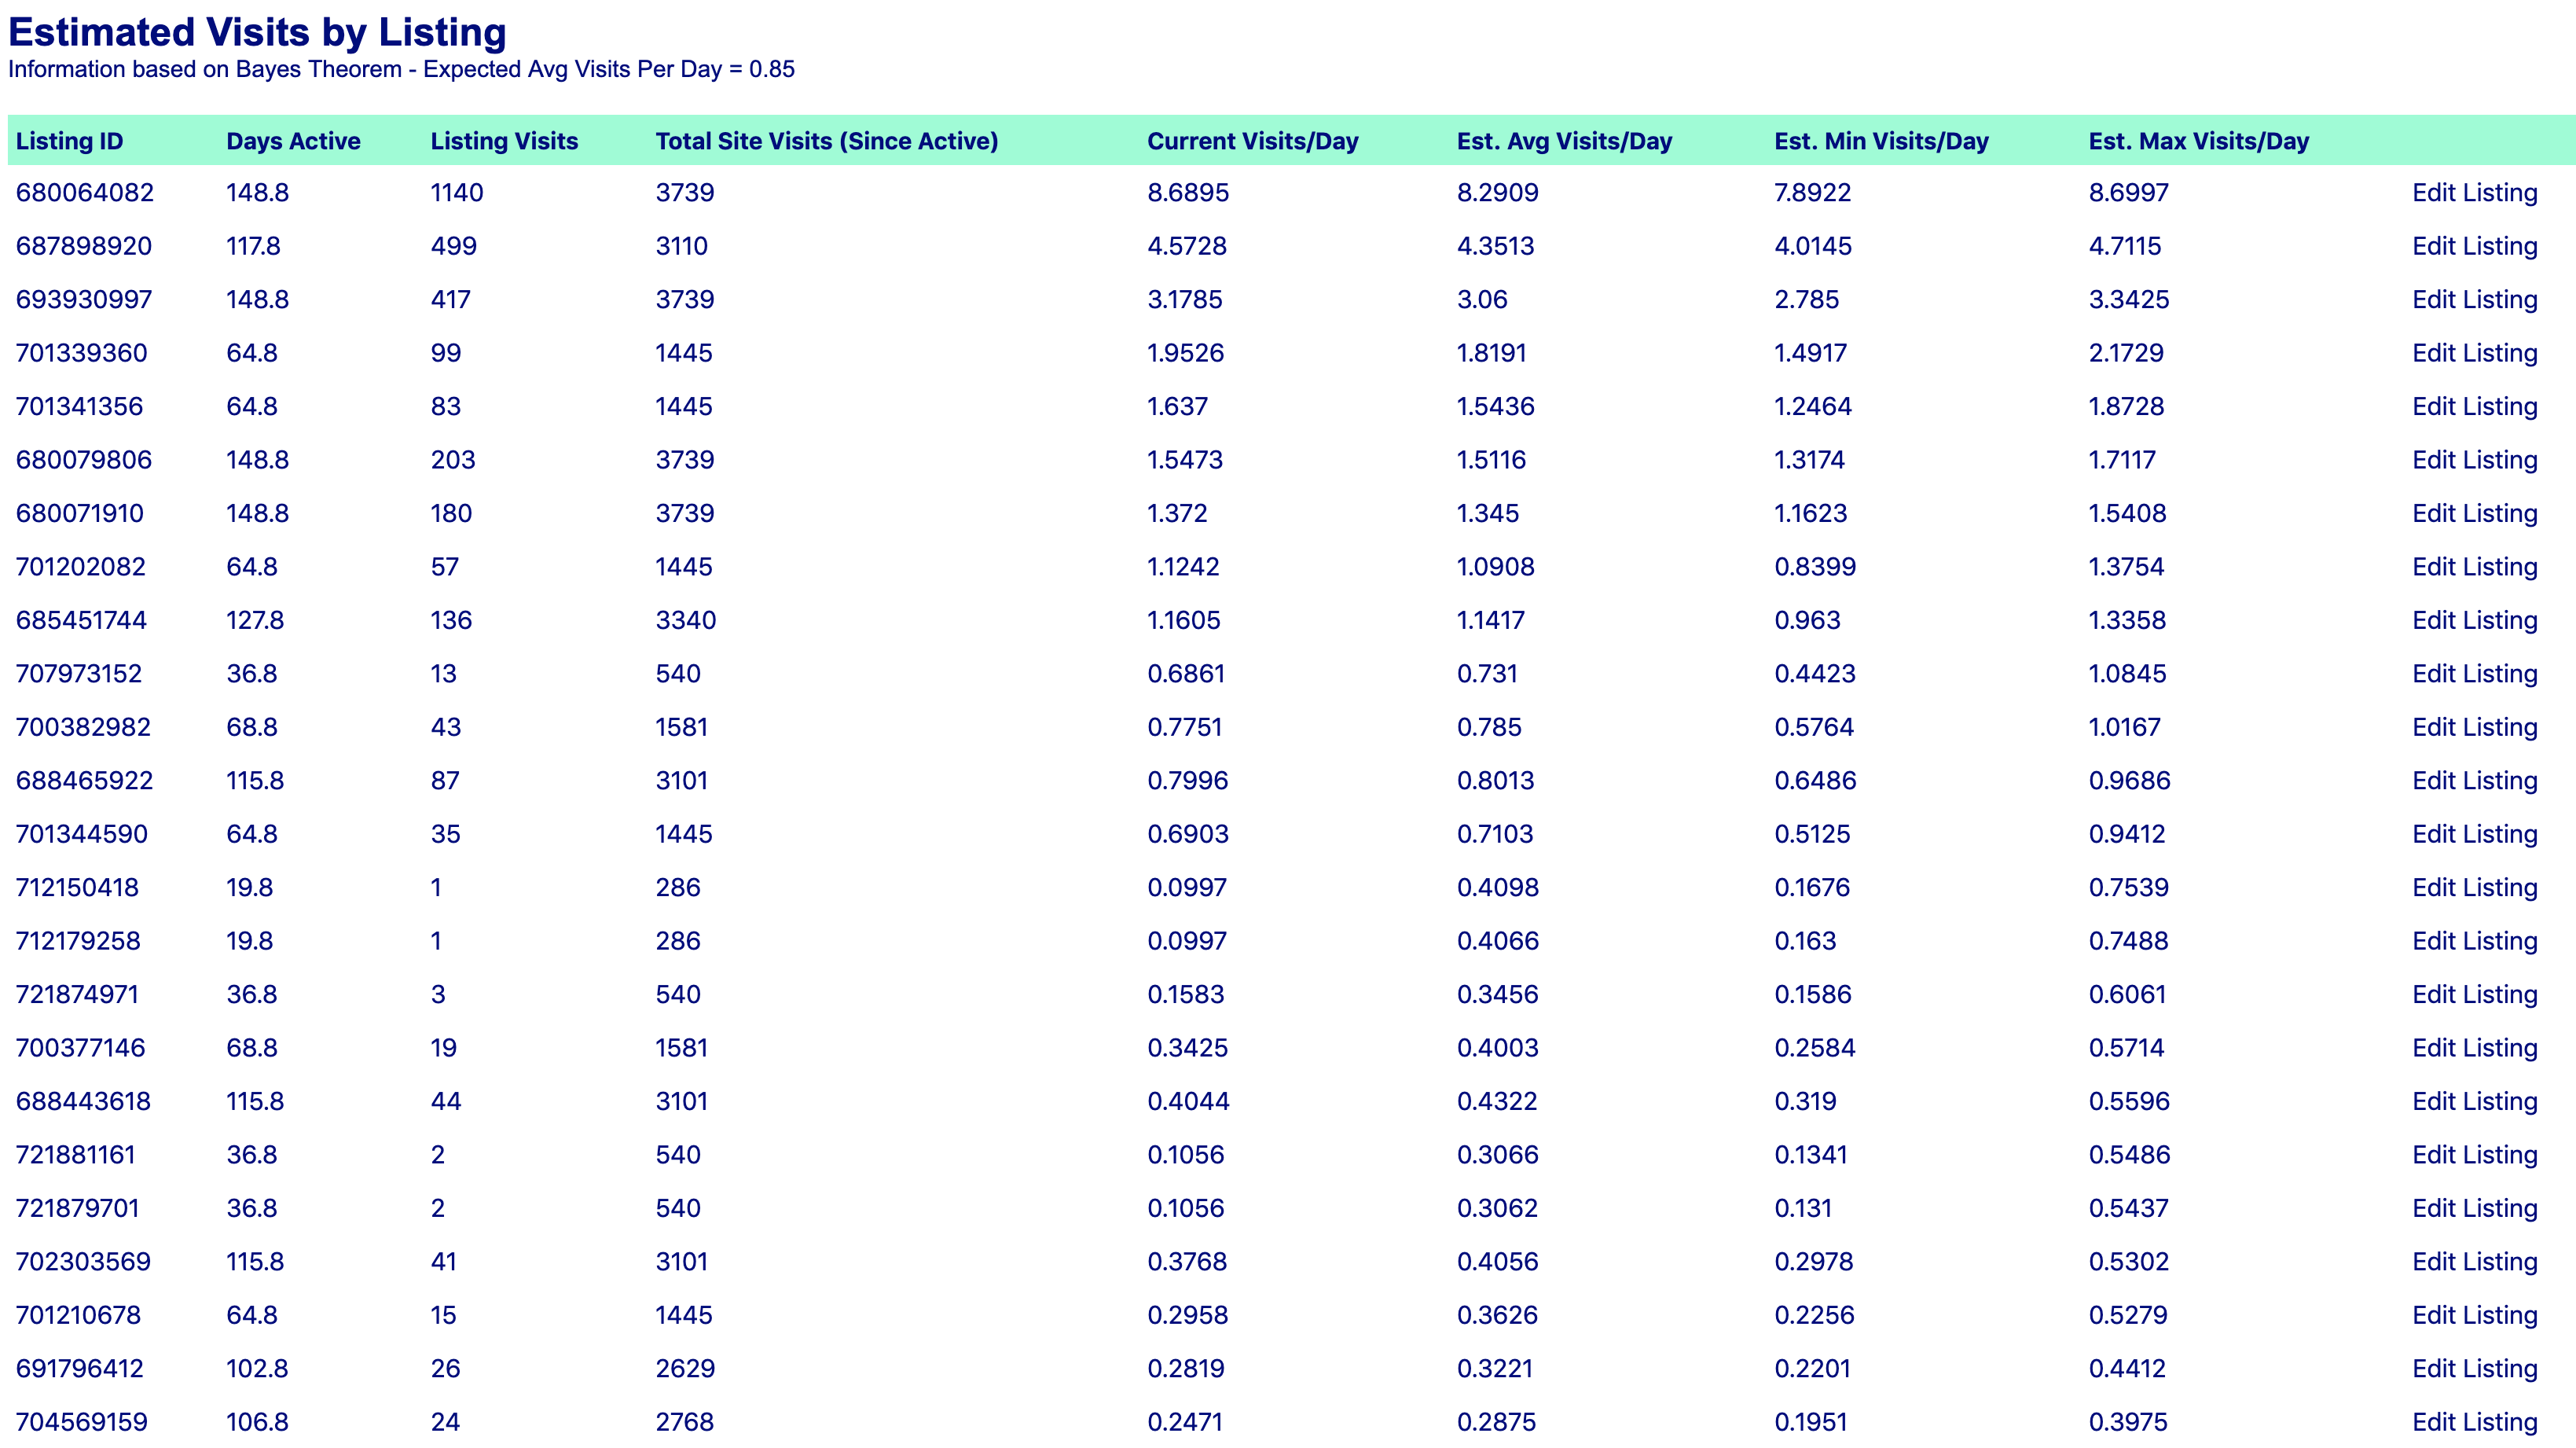 Estimated Visits by Listing
Information based on Bayes Theorem - Expected Avg Visits Per Day = 0.85
Listing ID Days Active Listing Visits Total Site Visits (Since Active) Current Visits/Day Est. Avg Visits/Day Est. Min Visits/Day Est. Max Visits/Day
680064082 148.8 1140 3739 8.6895 8.2909 7.8922 8.6997 Edit Listing
687898920 117.8 499 3110 4.5728 4.3513 4.0145 4.7115 Edit Listing
693930997 148.8 417 3739 3.1785 3.06 2.785 3.3425 Edit Listing
701339360 64.8 99 1445 1.9526 1.8191 1.4917 2.1729 Edit Listing
701341356 64.8 83 1445 1.637 1.5436 1.2464 1.8728 Edit Listing
680079806 148.8 203 3739 1.5473 1.5116 1.3174 1.7117 Edit Listing
680071910 148.8 180 3739 1.372 1.345 1.1623 1.5408 Edit Listing
701202082 64.8 57 1445 1.1242 1.0908 0.8399 1.3754 Edit Listing
685451744 127.8 136 3340 1.1605 1.1417 0.963 1.3358 Edit Listing
707973152 36.8 13 540 0.6861 0.731 0.4423 1.0845 Edit Listing
700382982 68.8 43 1581 0.7751 0.785 0.5764 1.0167 Edit Listing
688465922 115.8 87 3101 0.7996 0.8013 0.6486 0.9686 Edit Listing
701344590 64.8 35 1445 0.6903 0.7103 0.5125 0.9412 Edit Listing
712150418 19.8 1 286 0.0997 0.4098 0.1676 0.7539 Edit Listing
712179258 19.8 1 286 0.0997 0.4066 0.163 0.7488 Edit Listing
721874971 36.8 3 540 0.1583 0.3456 0.1586 0.6061 Edit Listing
700377146 68.8 19 1581 0.3425 0.4003 0.2584 0.5714 Edit Listing
688443618 115.8 44 3101 0.4044 0.4322 0.319 0.5596 Edit Listing
721881161 36.8 2 540 0.1056 0.3066 0.1341 0.5486 Edit Listing
721879701 36.8 2 540 0.1056 0.3062 0.131 0.5437 Edit Listing
702303569 115.8 41 3101 0.3768 0.4056 0.2978 0.5302 Edit Listing
701210678 64.8 15 1445 0.2958 0.3626 0.2256 0.5279 Edit Listing
691796412 102.8 26 2629 0.2819 0.3221 0.2201 0.4412 Edit Listing
704569159 106.8 24 2768 0.2471 0.2875 0.1951 0.3975 Edit Listing